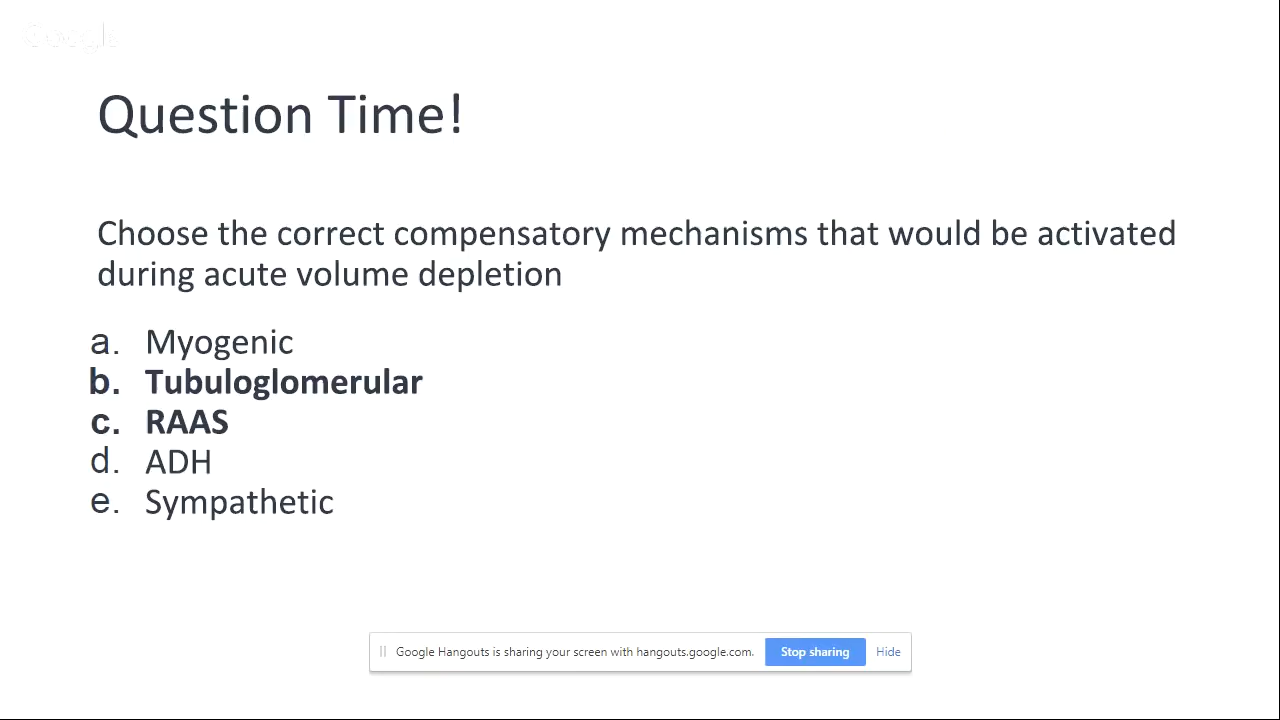 Question Time!
Choose the correct compensatory mechanisms that would be activated
during acute volume depletion
a. Myogenic
b. Tubuloglomerular
c. RAAS
d. ADH
e. Sympathetic
Google Hangouts is sharing your screen with hangouts.google.com. Stop sharing Hide